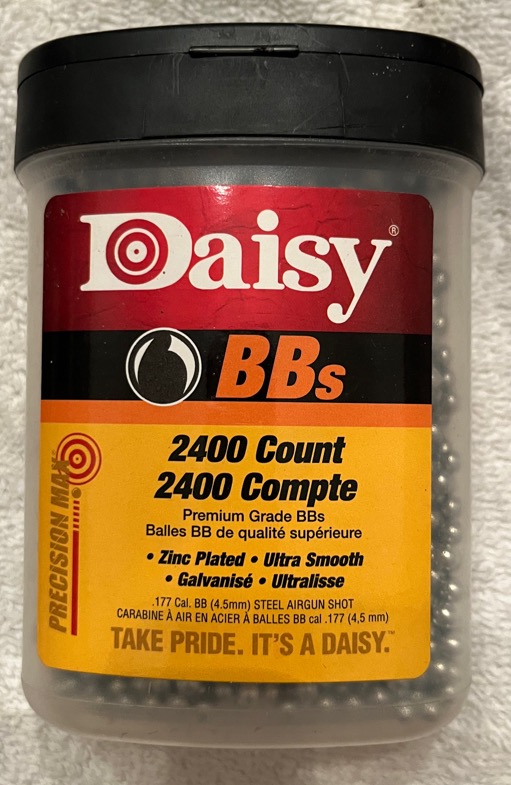 Daisy®
BBs
2400 Count
2400 Compte
Premium Grade BBs
Balles BB de qualité supérieure
• Zinc Plated • Ultra Smooth
• Galvanisé • Ultralisse
.177 Cal. BB (4.5mm) STEEL AIRGUN SHOT
CARABINE À AIR EN ACIER À BALLES BB cal .177 (4,5 mm)
TAKE PRIDE. IT'S A DAISY.™
PRECISION MAX®